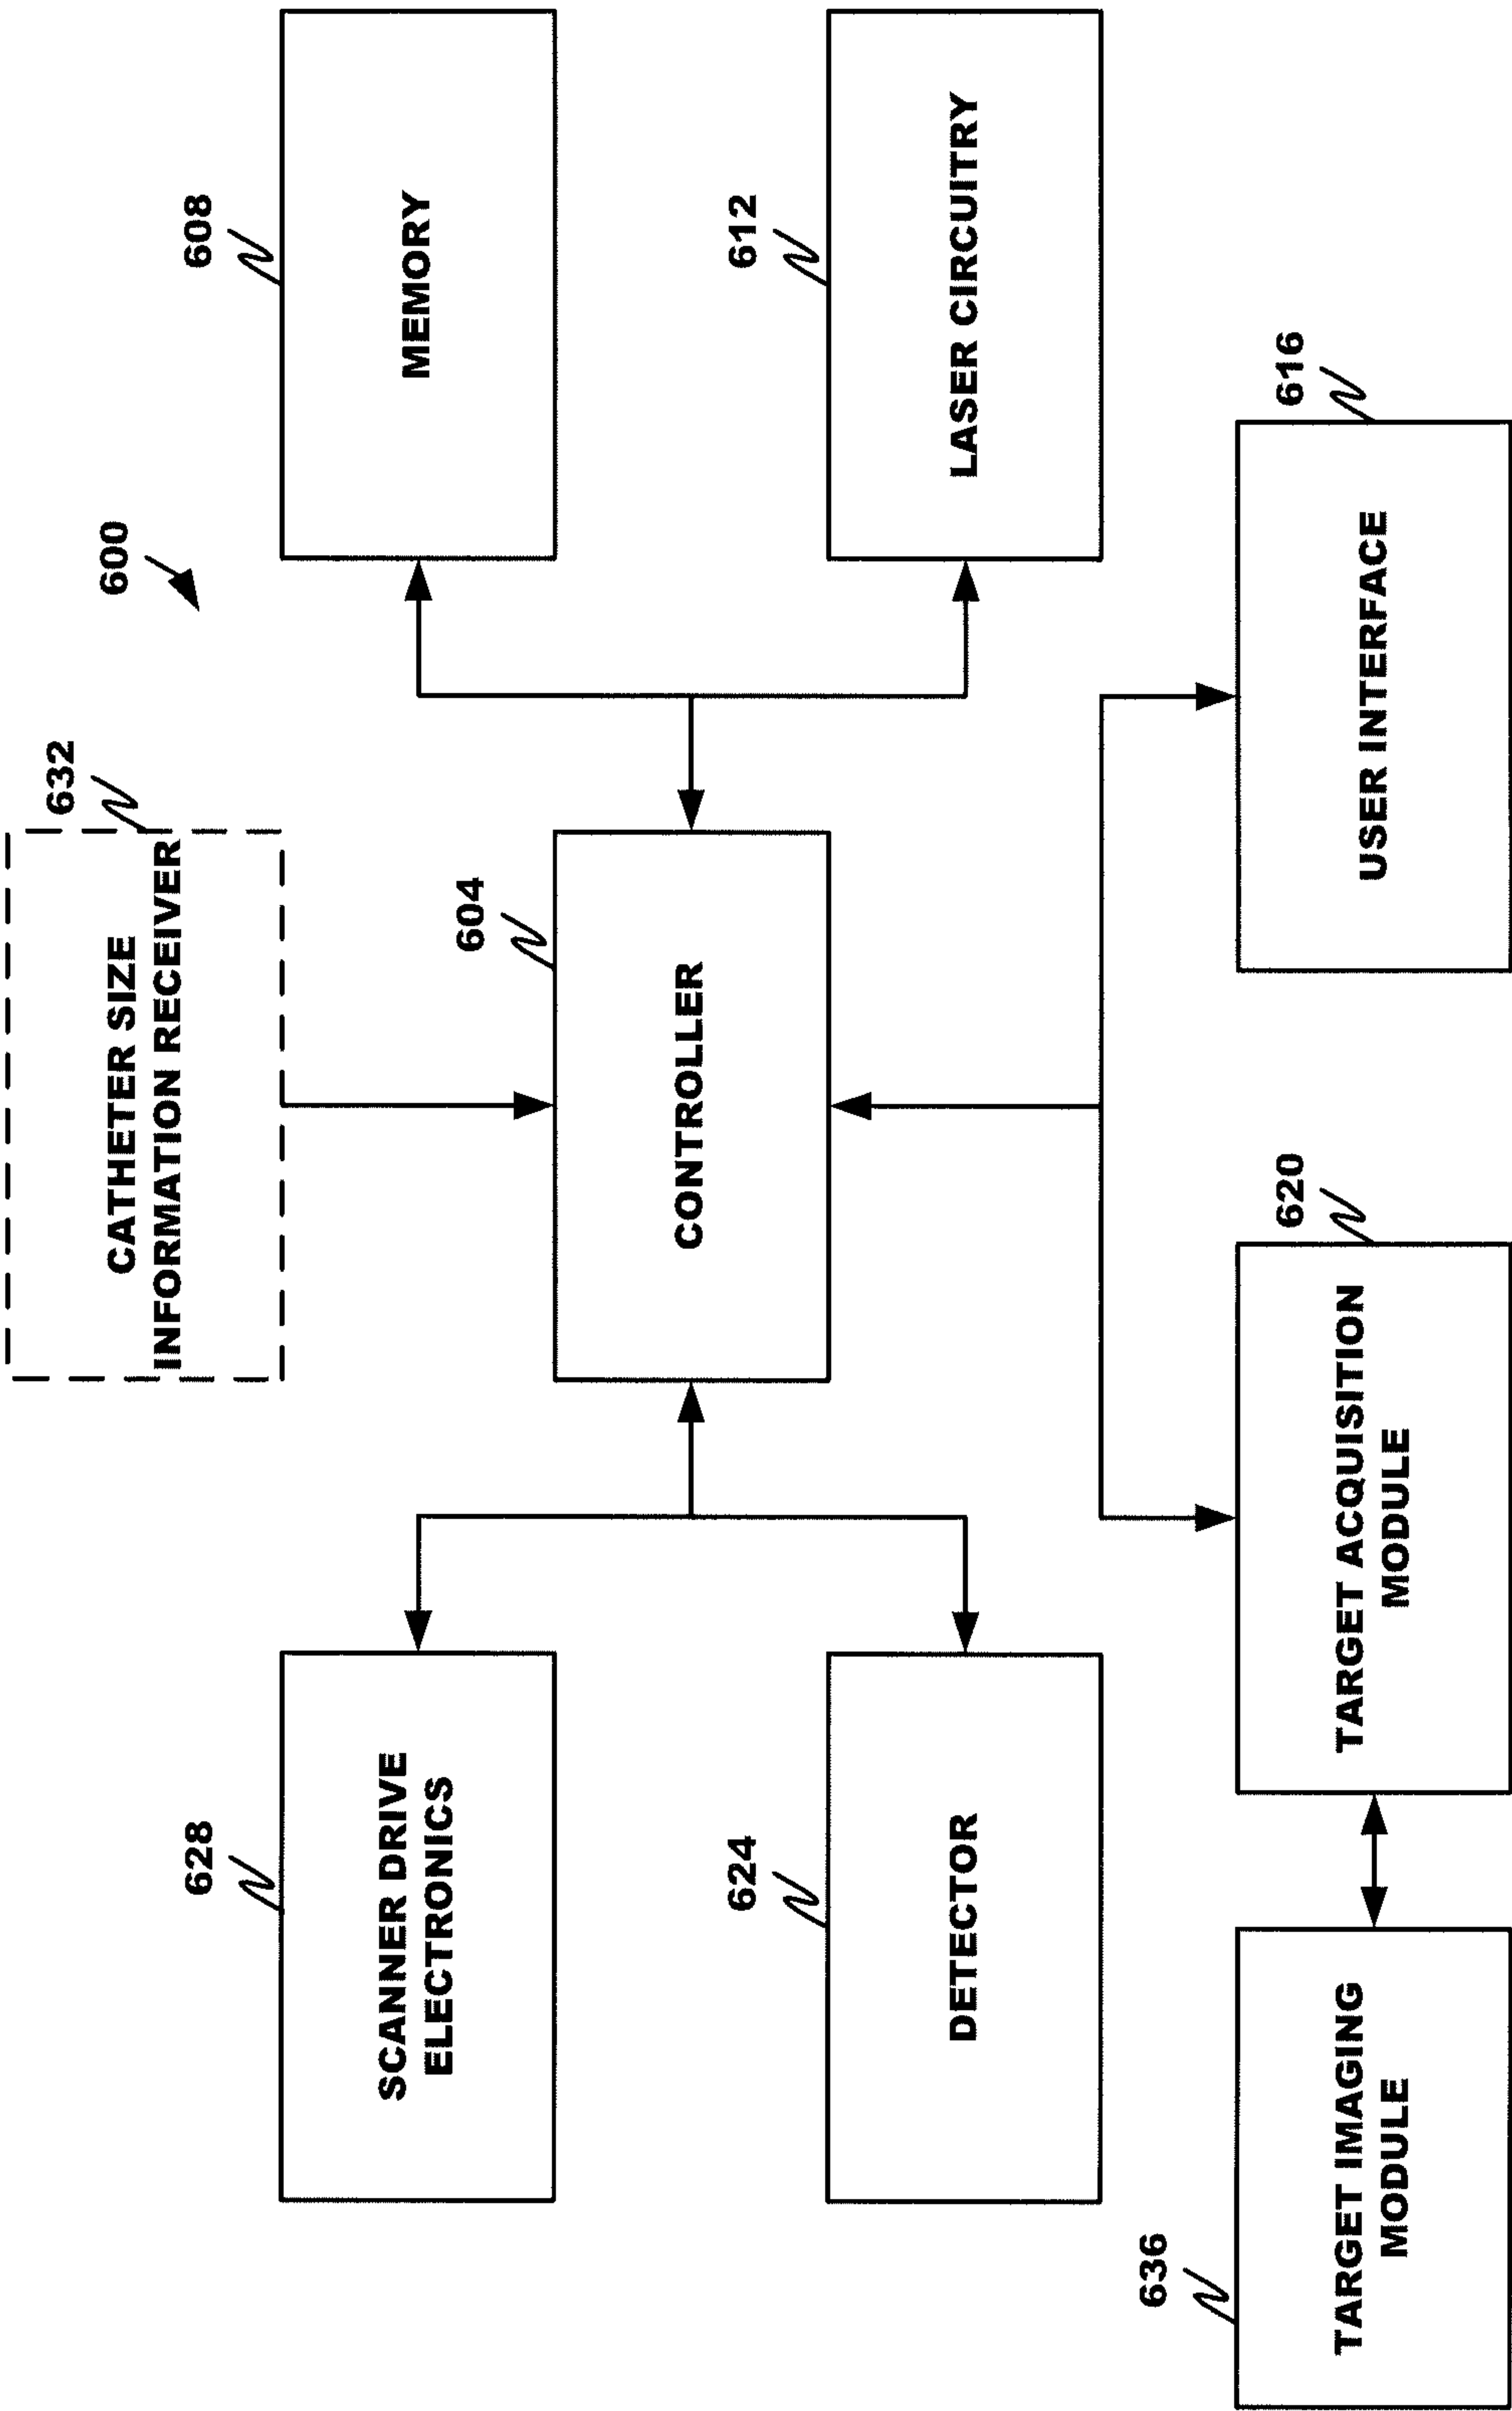 600
632
CATHETER SIZE
INFORMATION RECEIVER
628
SCANNER DRIVE
ELECTRONICS
604
CONTROLLER
608
MEMORY
624
DETECTOR
612
LASER CIRCUITRY
636
TARGET IMAGING
MODULE
620
TARGET ACQUISITION
MODULE
616
USER INTERFACE